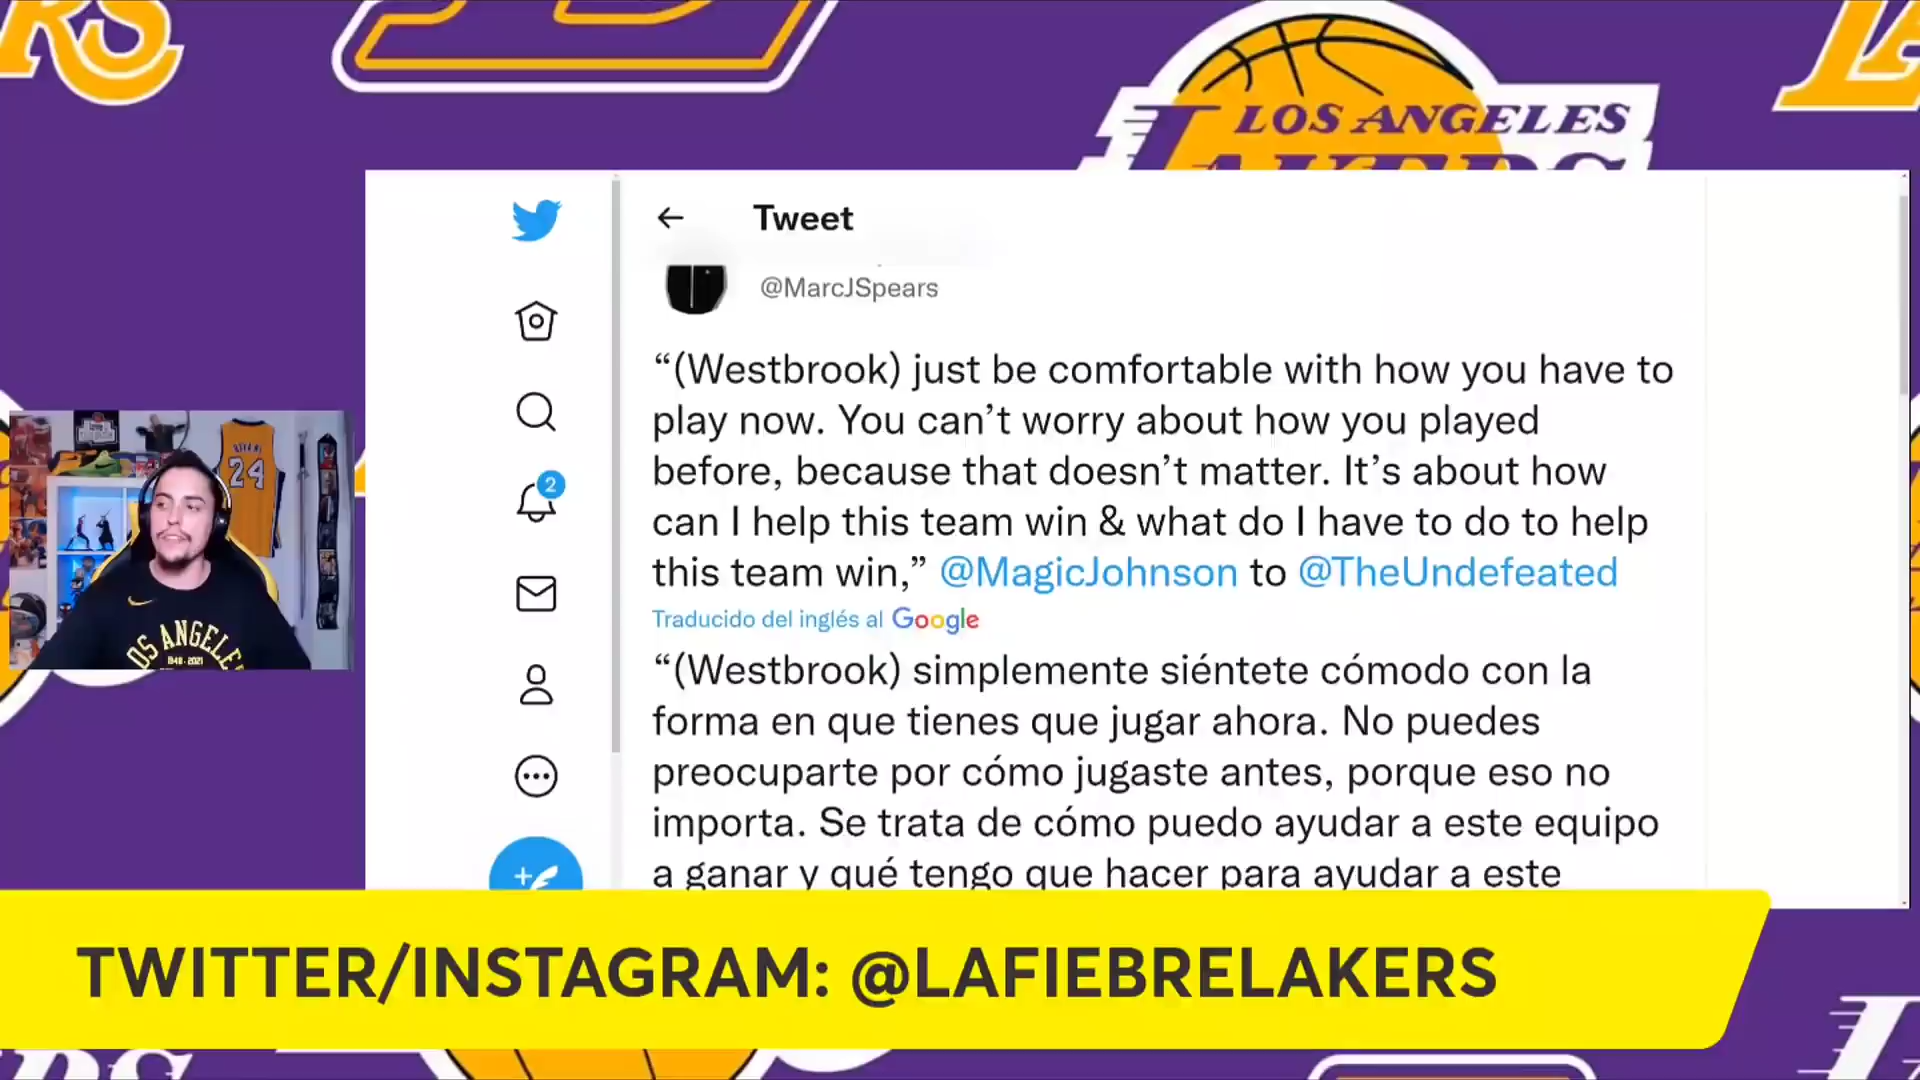 LOS ANGELES
LAKERS
Tweet
@MarcJSpears
“(Westbrook) just be comfortable with how you have to
play now. You can’t worry about how you played
before, because that doesn’t matter. It’s about how
can I help this team win & what do I have to do to help
this team win,” @MagicJohnson to @TheUndefeated
Traducido del inglés al Google
“(Westbrook) simplemente siéntete cómodo con la
forma en que tienes que jugar ahora. No puedes
preocuparte por cómo jugaste antes, porque eso no
importa. Se trata de cómo puedo ayudar a este equipo
a ganar y qué tengo que hacer para ayudar a este
2
24
OS ANGELE
1948-2021
TWITTER/INSTAGRAM: @LAFIEBRELAKERS